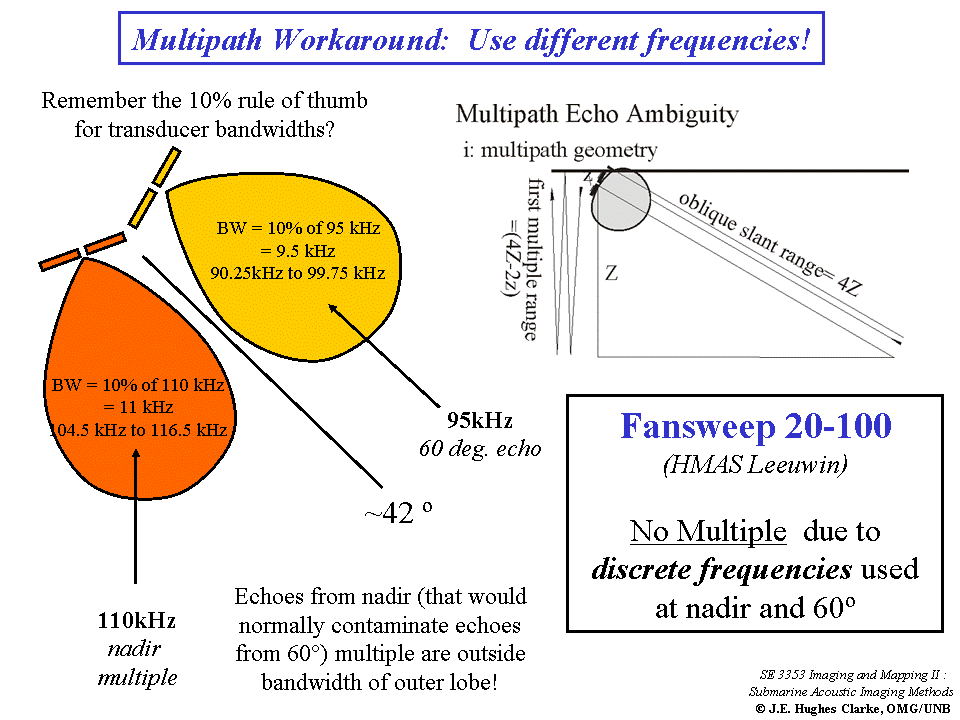 Multipath Workaround: Use different frequencies!
Remember the 10% rule of thumb
for transducer bandwidths?
BW = 10% of 95 kHz
= 9.5 kHz
90.25kHz to 99.75 kHz
BW = 10% of 110 kHz
= 11 kHz
104.5 kHz to 116.5 kHz
95kHz
60 deg. echo
~42 º
110kHz
nadir
multiple
Echoes from nadir (that would
normally contaminate echoes
from 60°) multiple are outside
bandwidth of outer lobe!
Multipath Echo Ambiguity
i: multipath geometry
first multiple range
=(4Z-2z)
z
Z
oblique slant range= 4Z
Fansweep 20-100
(HMAS Leeuwin)
No Multiple due to
discrete frequencies used
at nadir and 60º
SE 3353 Imaging and Mapping II :
Submarine Acoustic Imaging Methods
© J.E. Hughes Clarke, OMG/UNB